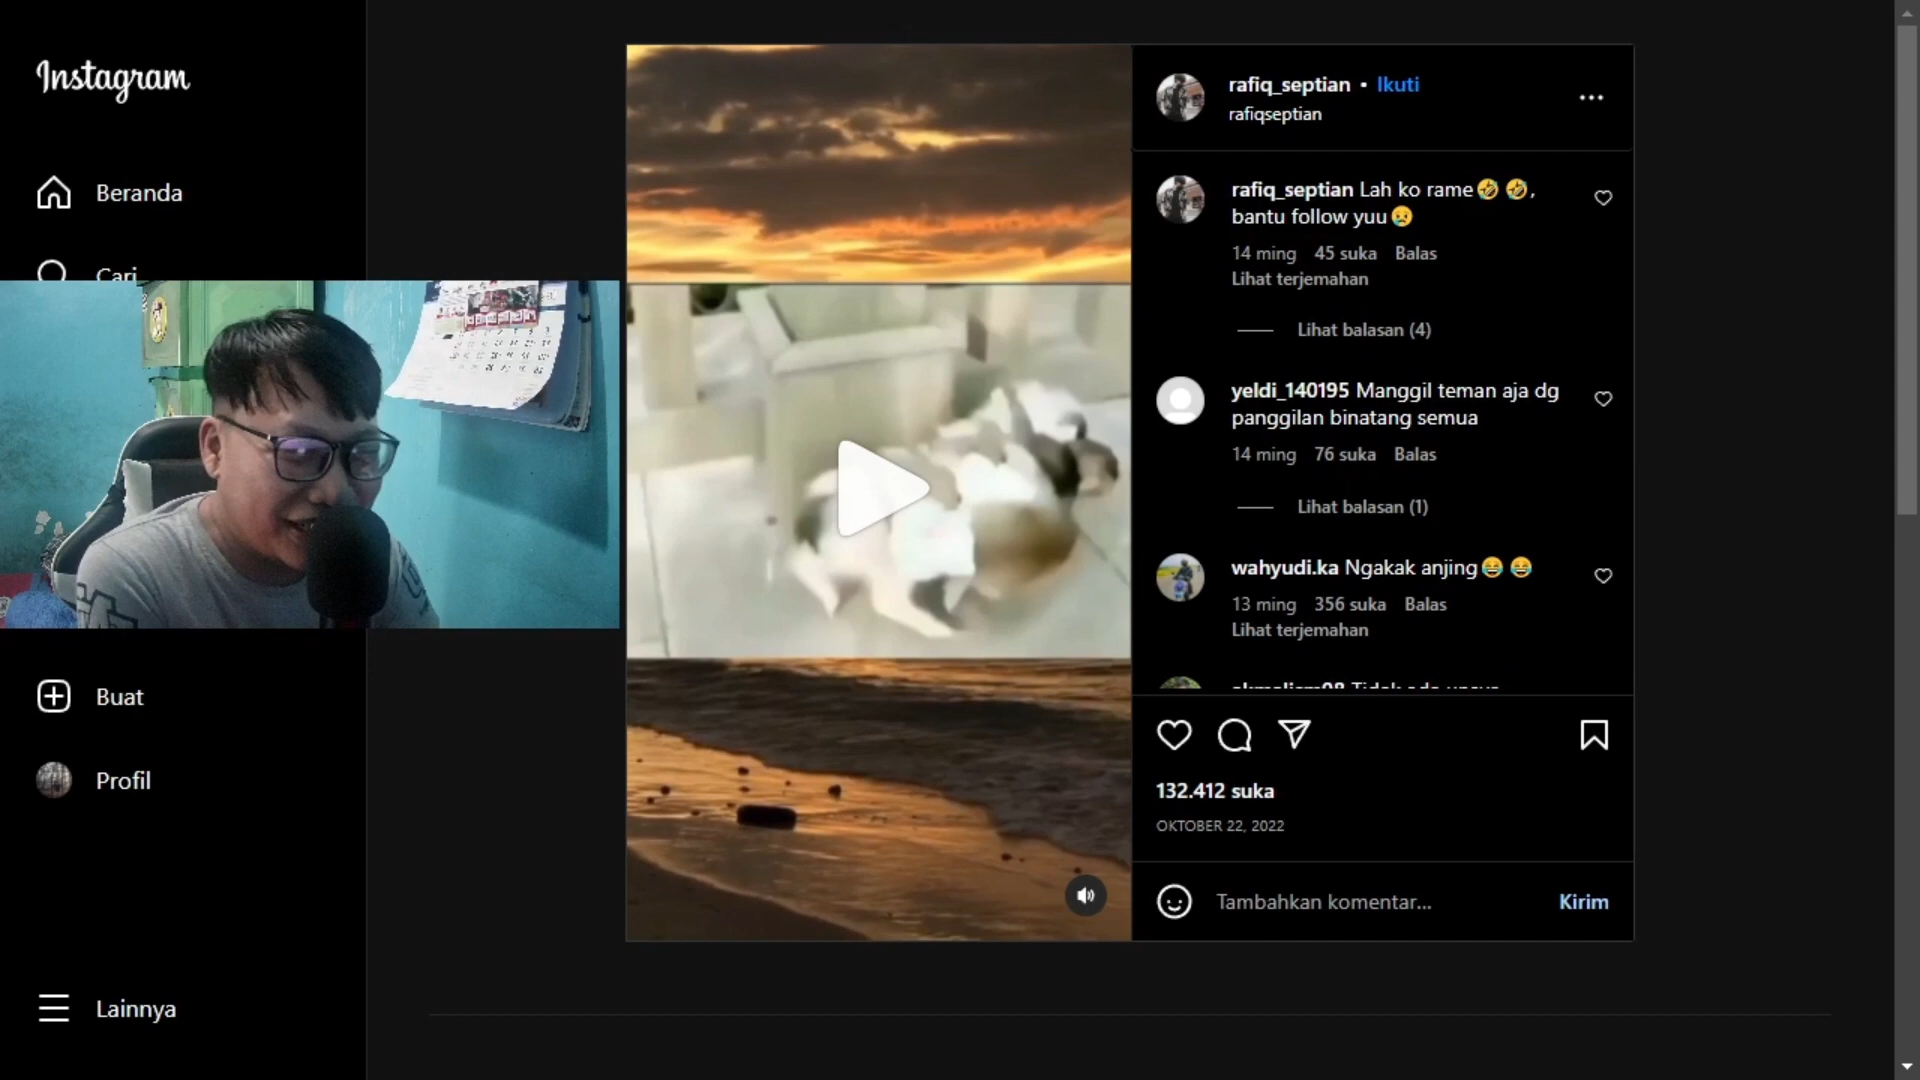 Instagram
Beranda
Cari
Buat
Profil
Lainnya
rafiq_septian • Ikuti
rafiqseptian
rafiq_septian Lah ko rame🤣🤣,
bantu follow yuu😢
14 ming 45 suka Balas
Lihat terjemahan
Lihat balasan (4)
yeldi_140195 Manggil teman aja dg
panggilan binatang semua
14 ming 76 suka Balas
Lihat balasan (1)
wahyudi.ka Ngakak anjing😂😂
13 ming 356 suka Balas
Lihat terjemahan
132.412 suka
OKTOBER 22, 2022
Tambahkan komentar...
Kirim